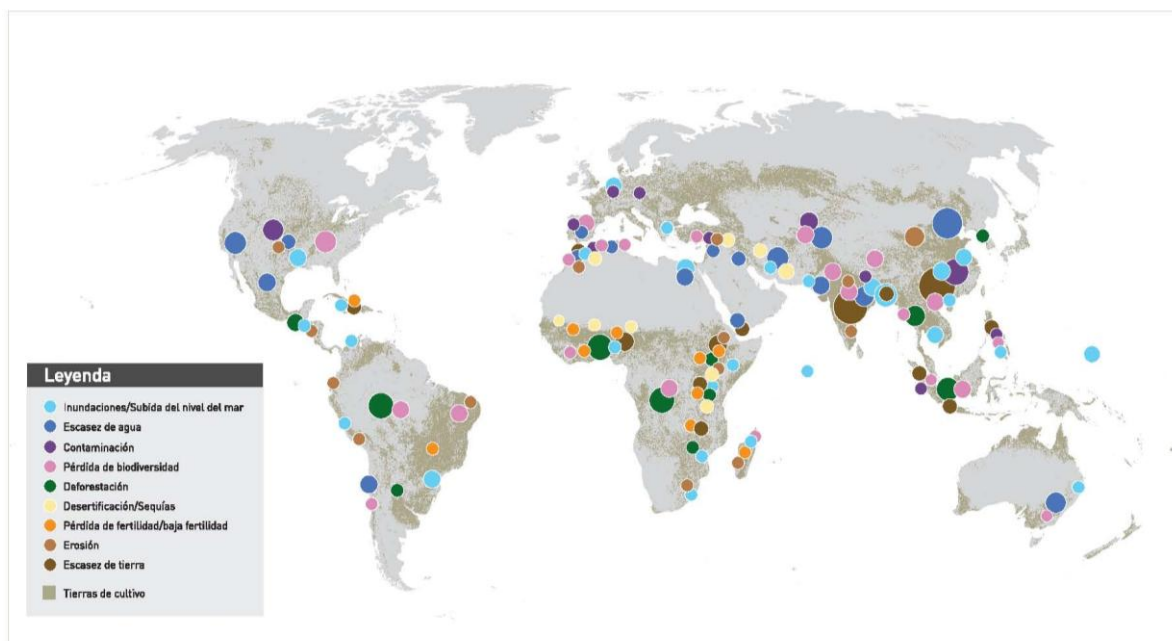 Leyenda
Inundaciones/Subida del nivel del mar
Escasez de agua
Contaminación
Pérdida de biodiversidad
Deforestación
Desertificación/Sequías
Pérdida de fertilidad/baja fertilidad
Erosión
Escasez de tierra
Tierras de cultivo